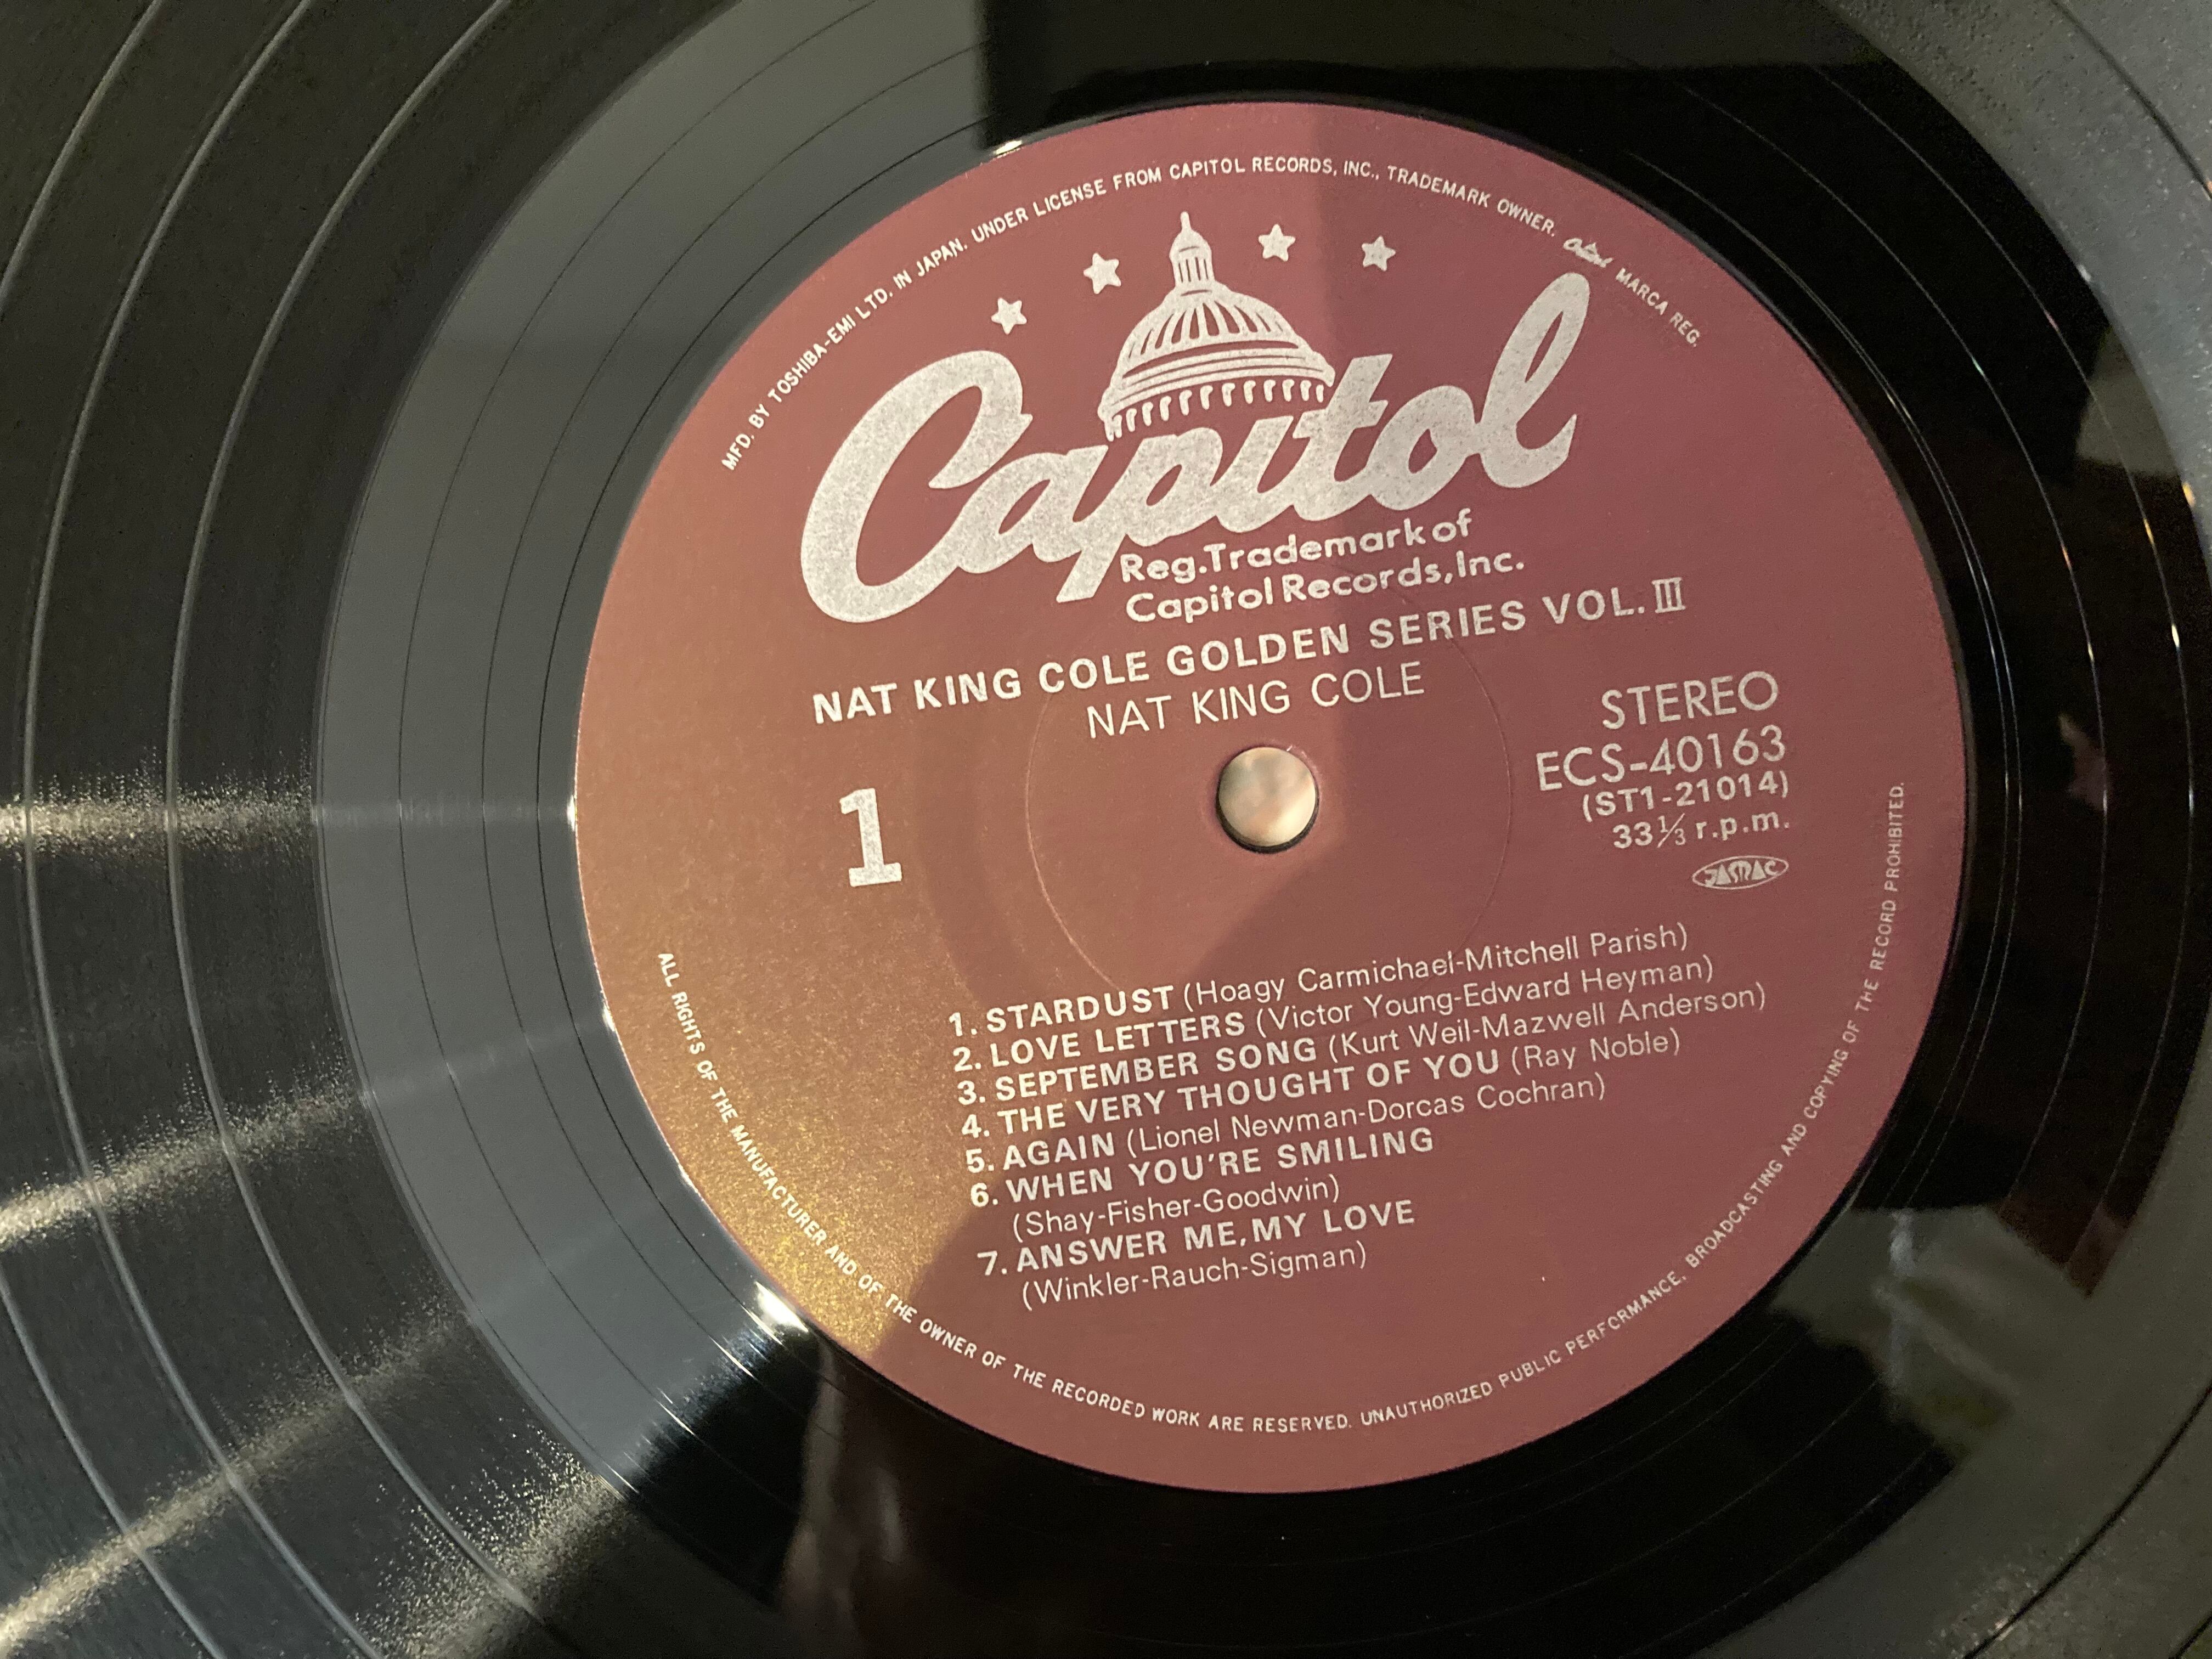 MFD. BY TOSHIBA-EMI LTD. IN JAPAN. UNDER LICENSE FROM CAPITOL RECORDS, INC., TRADEMARK OWNER. Capitol MARCA REG.
Capitol
Reg.Trademark of
Capitol Records,Inc.
NAT KING COLE GOLDEN SERIES VOL.III
NAT KING COLE
STEREO
ECS-40163
(ST1-21014)
33⅓ r.p.m.
JASRAC
1
1. STARDUST (Hoagy Carmichael-Mitchell Parish)
2. LOVE LETTERS (Victor Young-Edward Heyman)
3. SEPTEMBER SONG (Kurt Weil-Mazwell Anderson)
4. THE VERY THOUGHT OF YOU (Ray Noble)
5. AGAIN (Lionel Newman-Dorcas Cochran)
6. WHEN YOU'RE SMILING
(Shay-Fisher-Goodwin)
7. ANSWER ME, MY LOVE
(Winkler-Rauch-Sigman)
ALL RIGHTS OF THE MANUFACTURER AND OF THE OWNER OF THE RECORDED WORK ARE RESERVED. UNAUTHORIZED PUBLIC PERFORMANCE, BROADCASTING AND COPYING OF THE RECORD PROHIBITED.